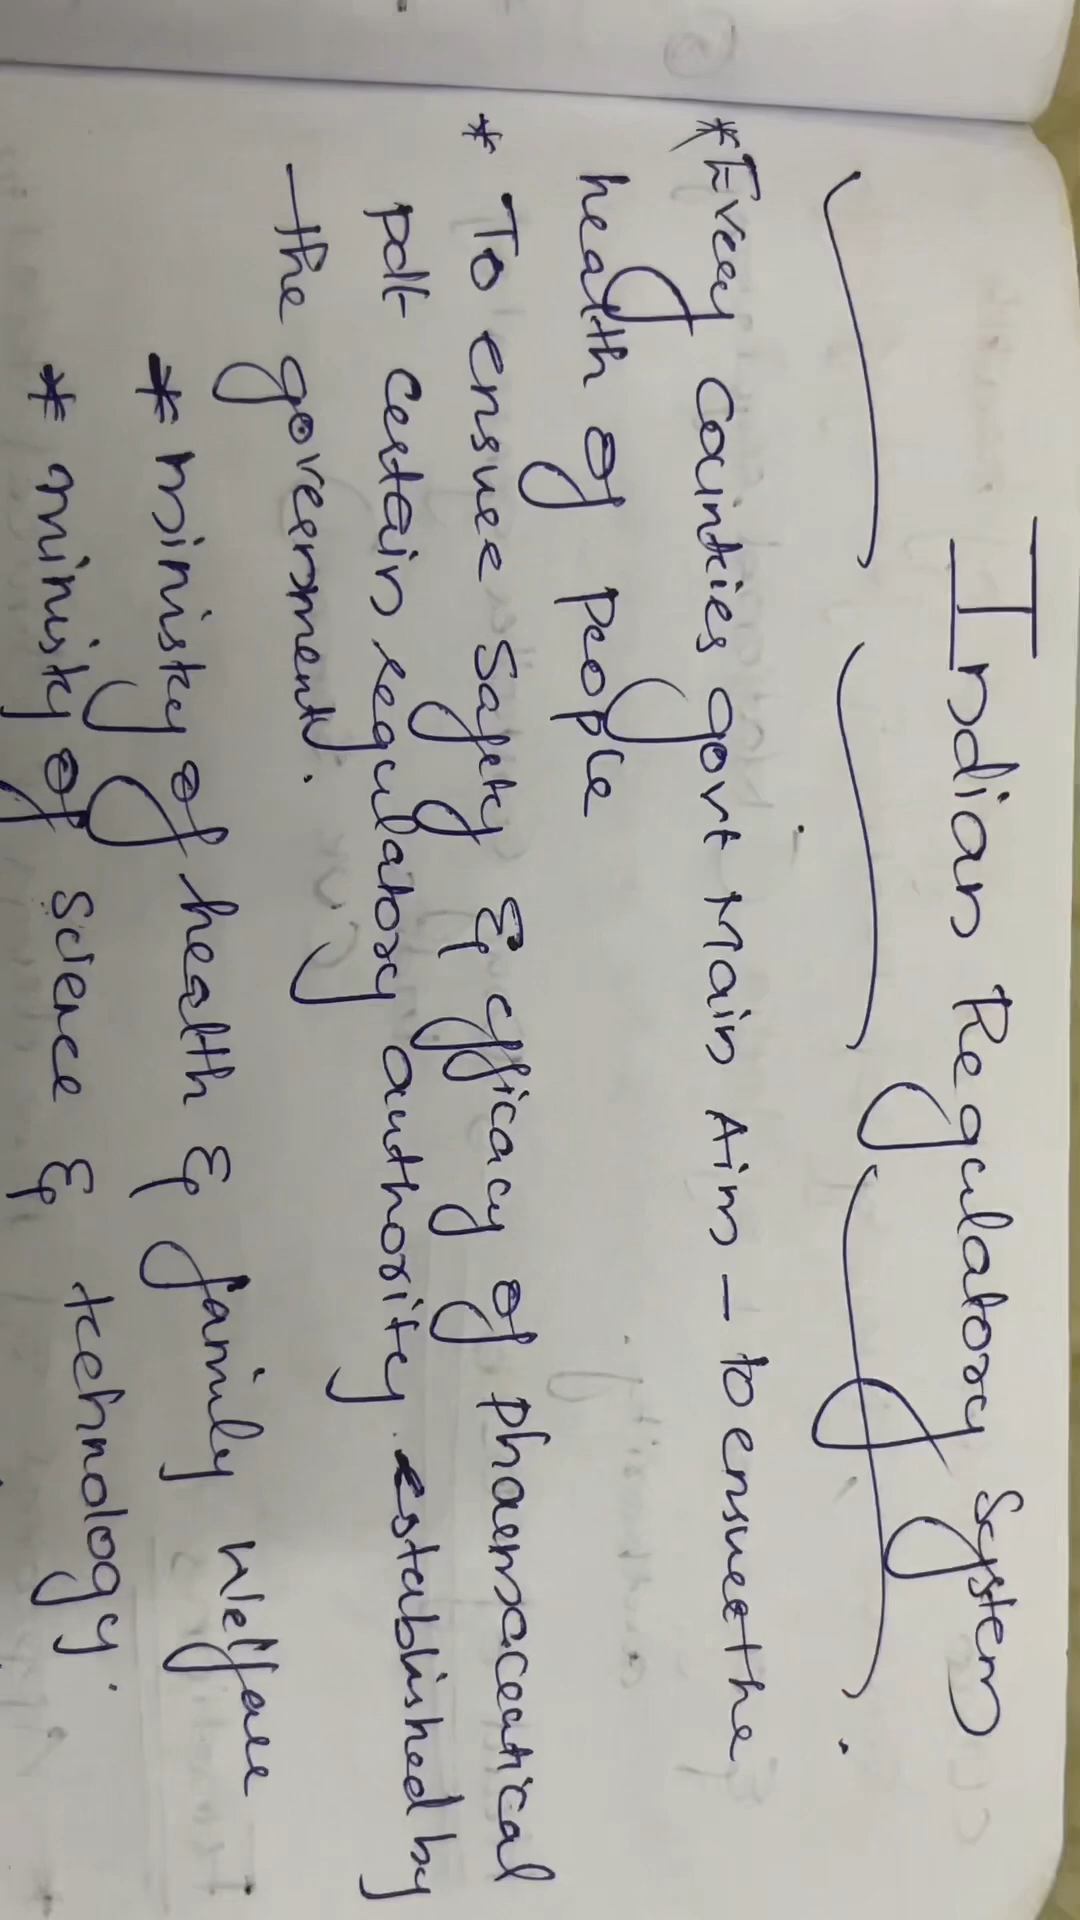 Indian Regulatory System
* Every countries govt Main Aim - to ensure the
health of people
* To ensure safety & efficacy of pharmaceutical
pdt certain regulatory authority established by
the government.
* ministry of health & family welfare
* ministry of science & technology.